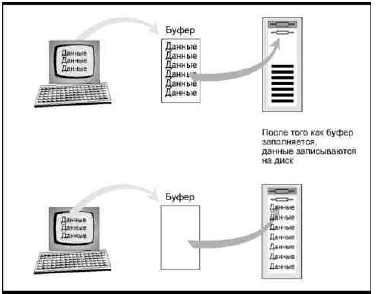 Буфер
Данные
Данные
Данные
Данные
Данные
Данные
Данные
Данные
Данные
После того как буфер
заполняется,
данные записываются
на диск
Буфер
Данные
Данные
Данные
Данные
Данные
Данные
Данные
Данные
Данные